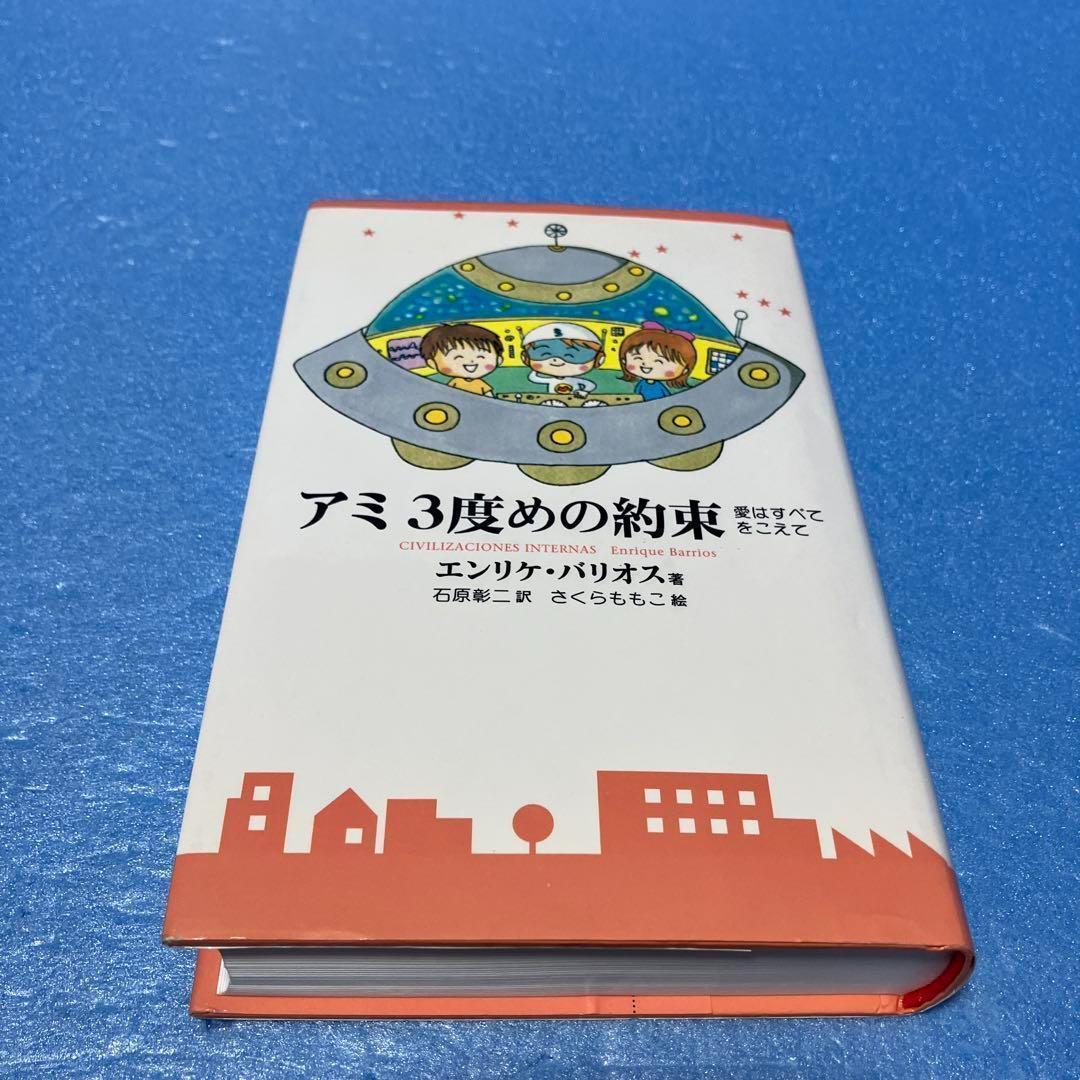 アミ 3度めの約束 愛はすべて
をこえて
CIVILIZACIONES INTERNAS Enrique Barrios
エンリケ・バリオス著
石原彰二 訳 さくらももこ 絵